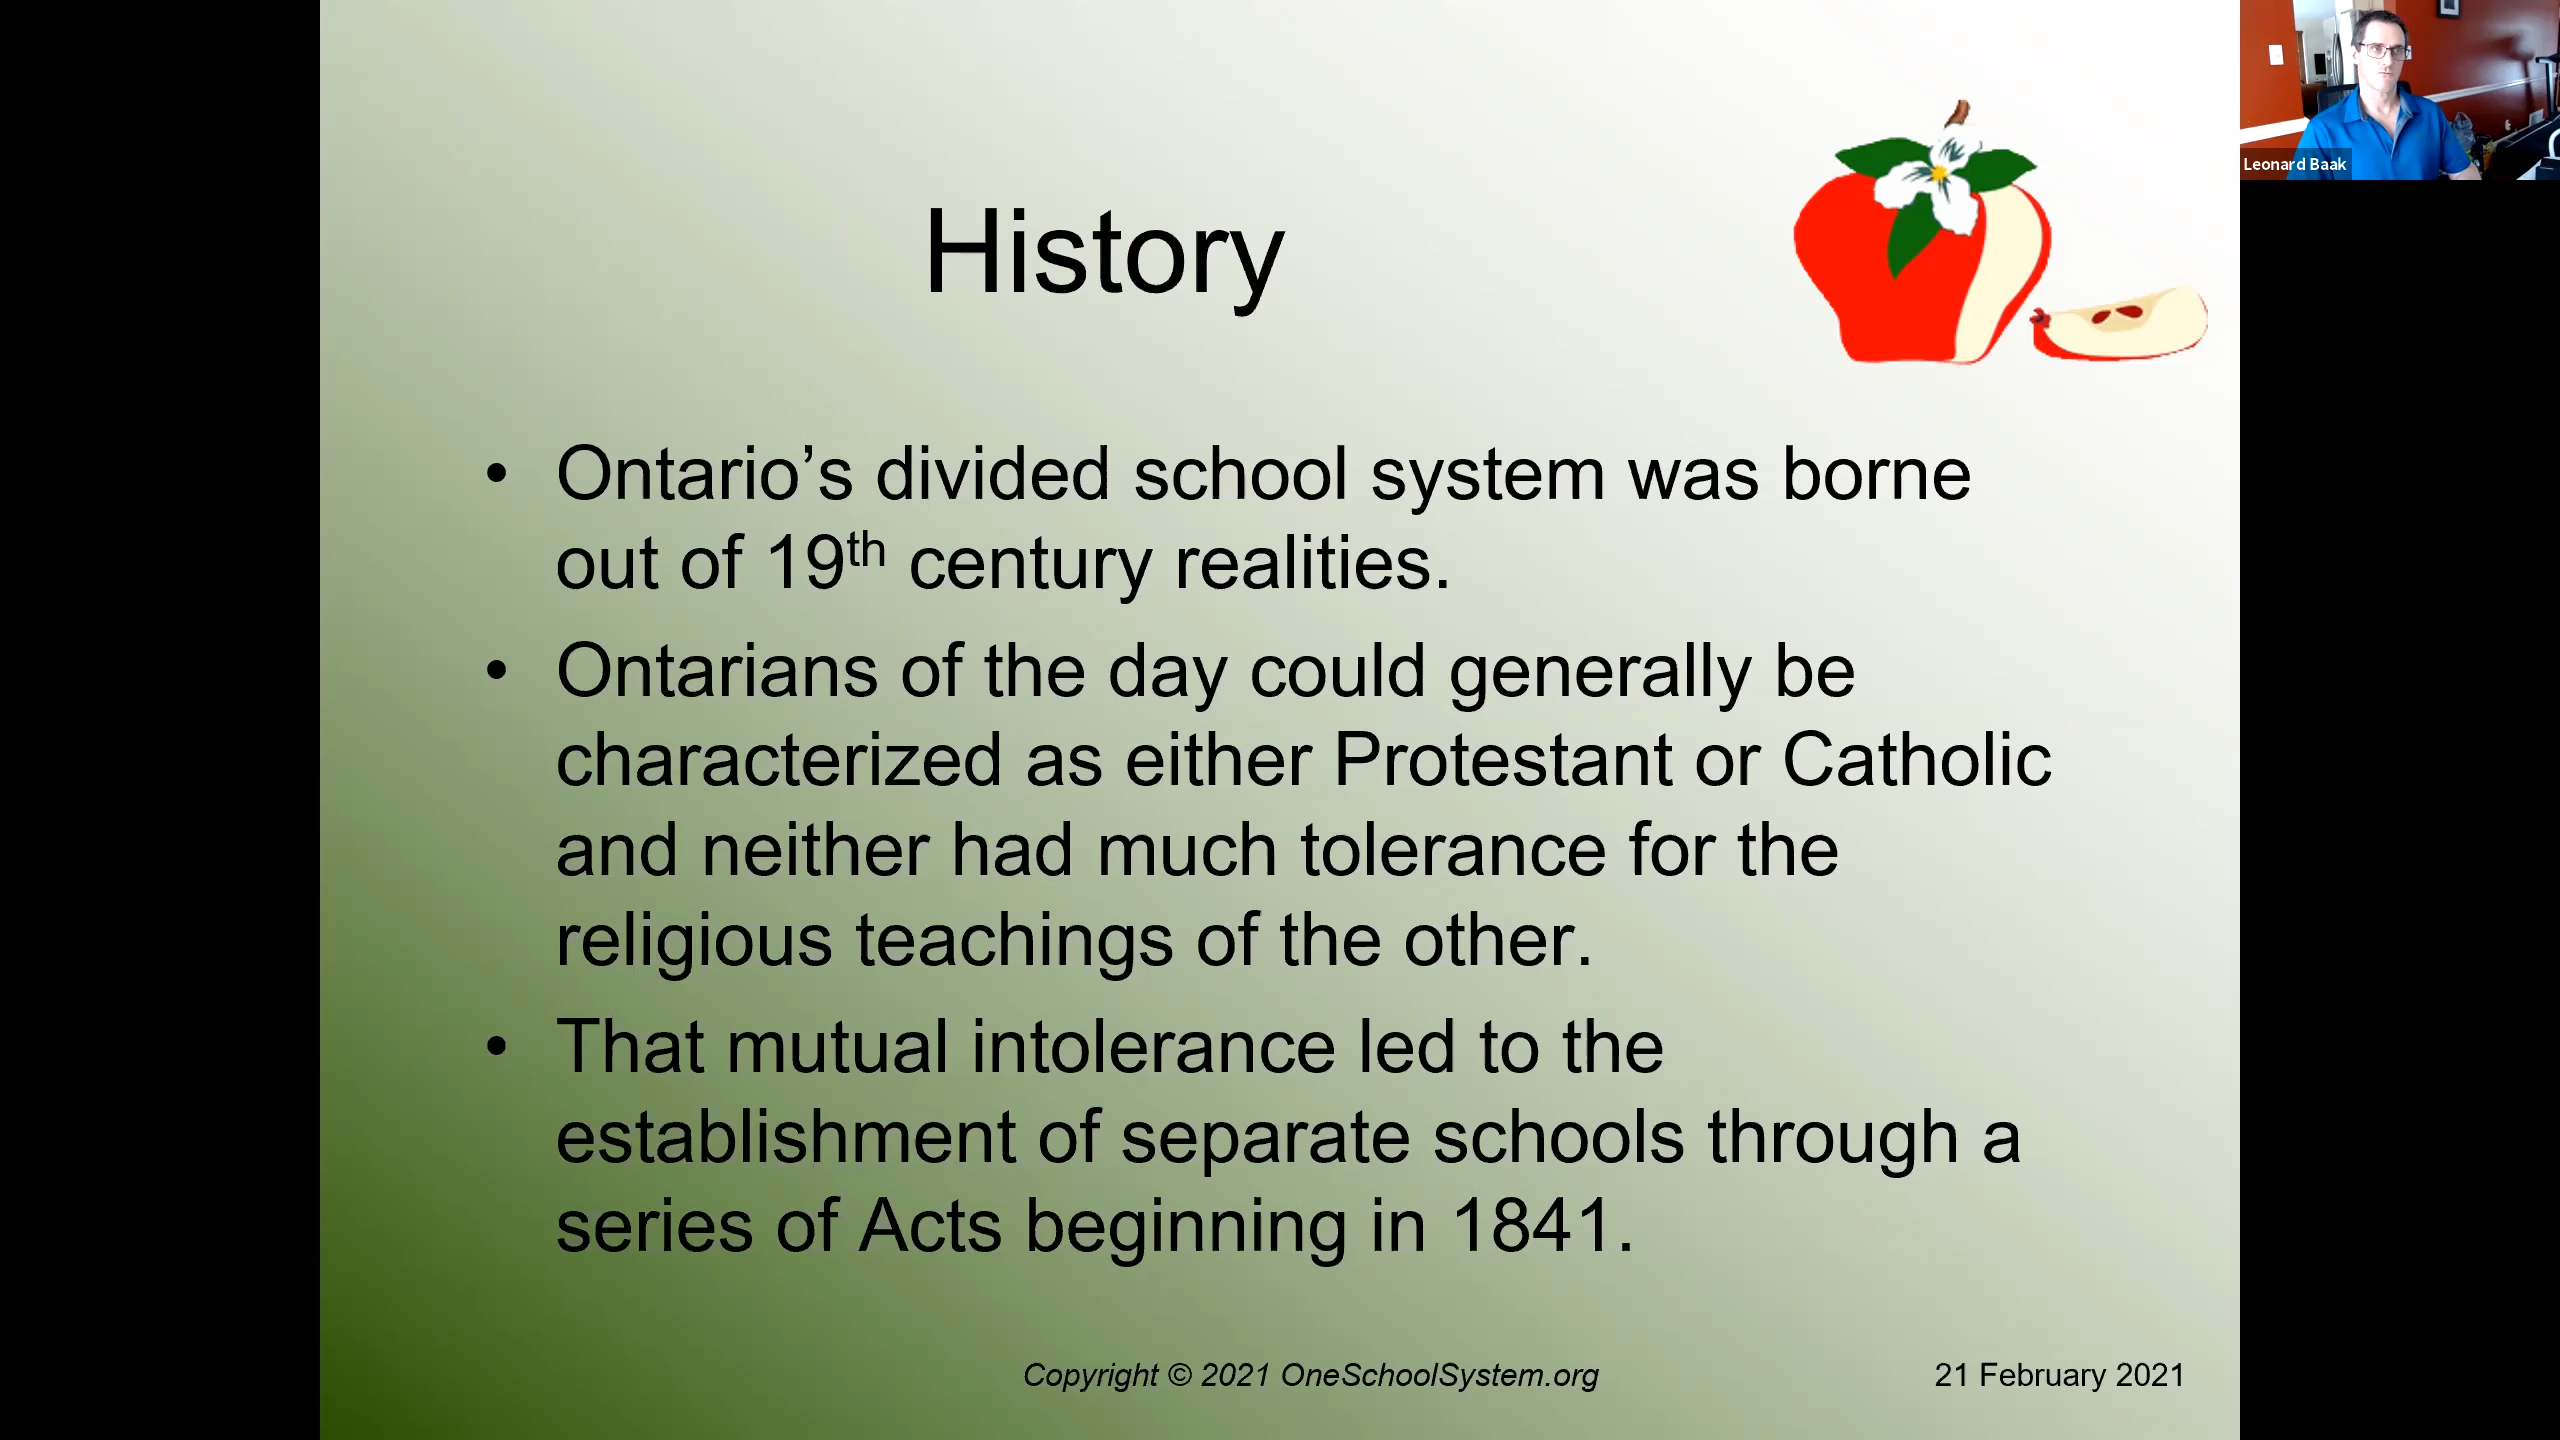 History
Leonard Baak
• Ontario’s divided school system was borne
out of 19th century realities.
• Ontarians of the day could generally be
characterized as either Protestant or Catholic
and neither had much tolerance for the
religious teachings of the other.
• That mutual intolerance led to the
establishment of separate schools through a
series of Acts beginning in 1841.
Copyright © 2021 OneSchoolSystem.org
21 February 2021